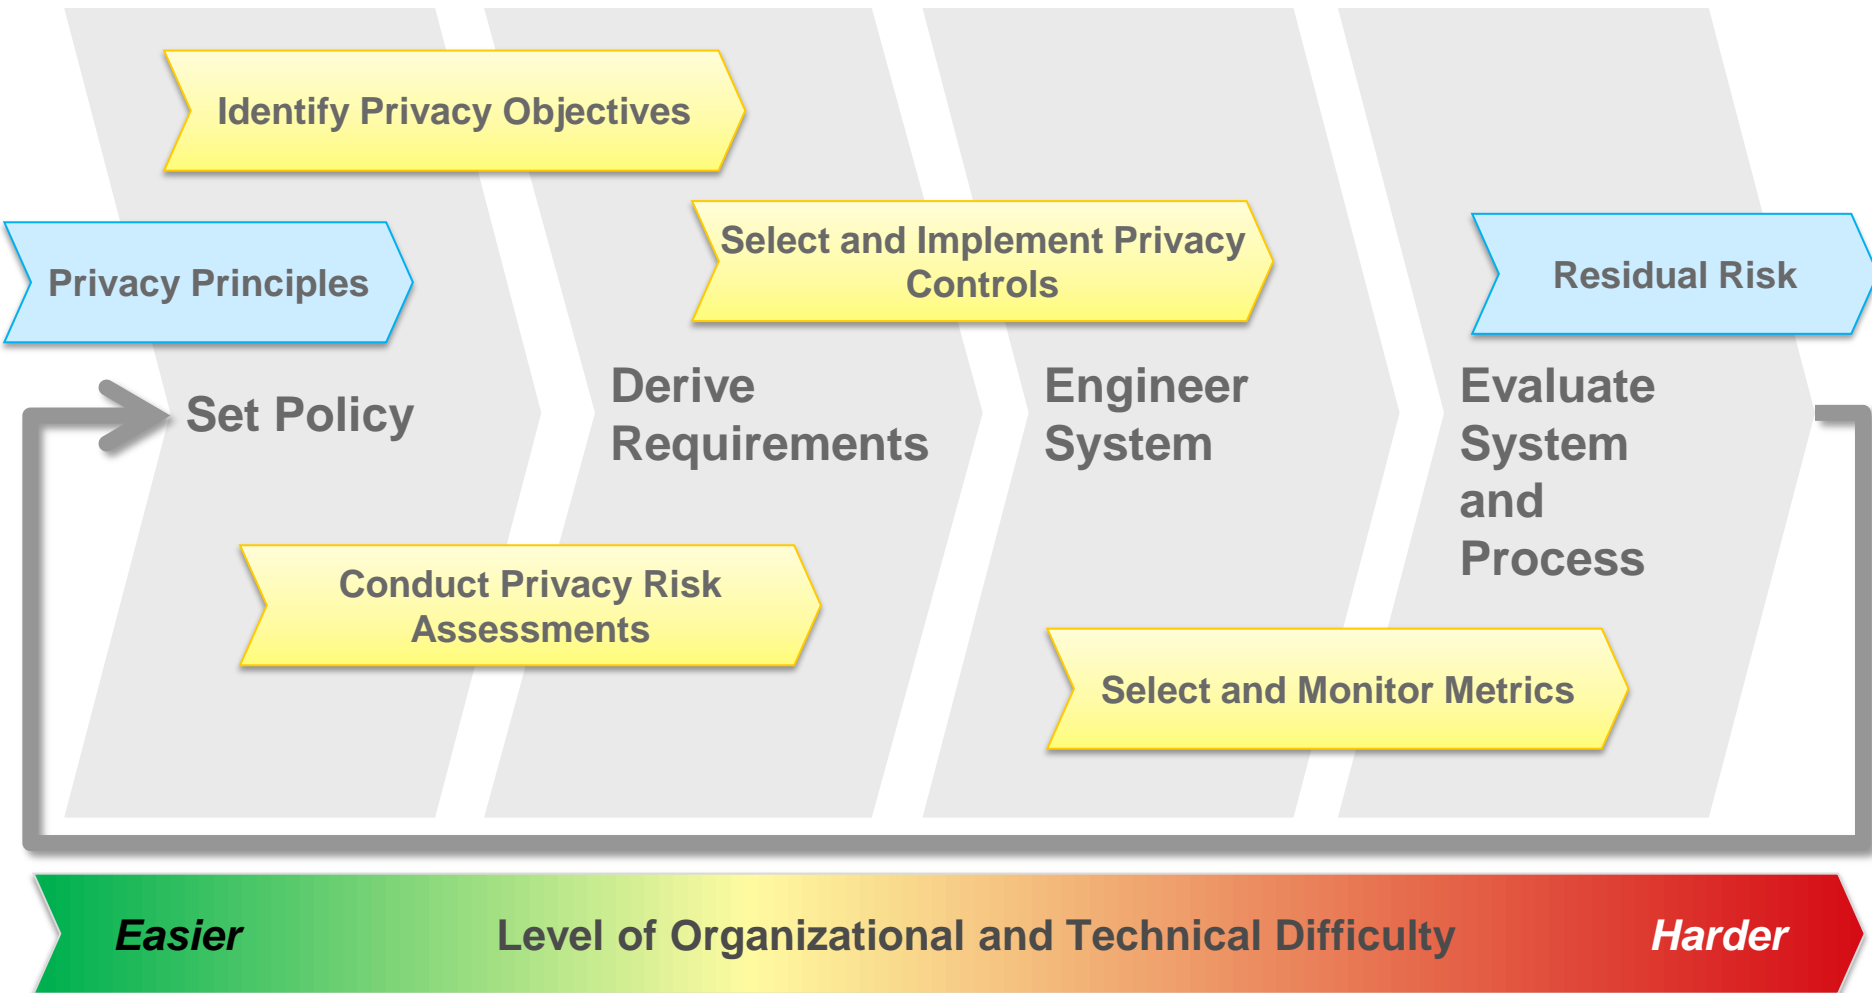 Identify Privacy Objectives
Privacy Principles
Select and Implement Privacy
Controls
Residual Risk
Set Policy
Derive
Requirements
Engineer
System
Evaluate
System
and
Process
Conduct Privacy Risk
Assessments
Select and Monitor Metrics
Easier
Level of Organizational and Technical Difficulty
Harder